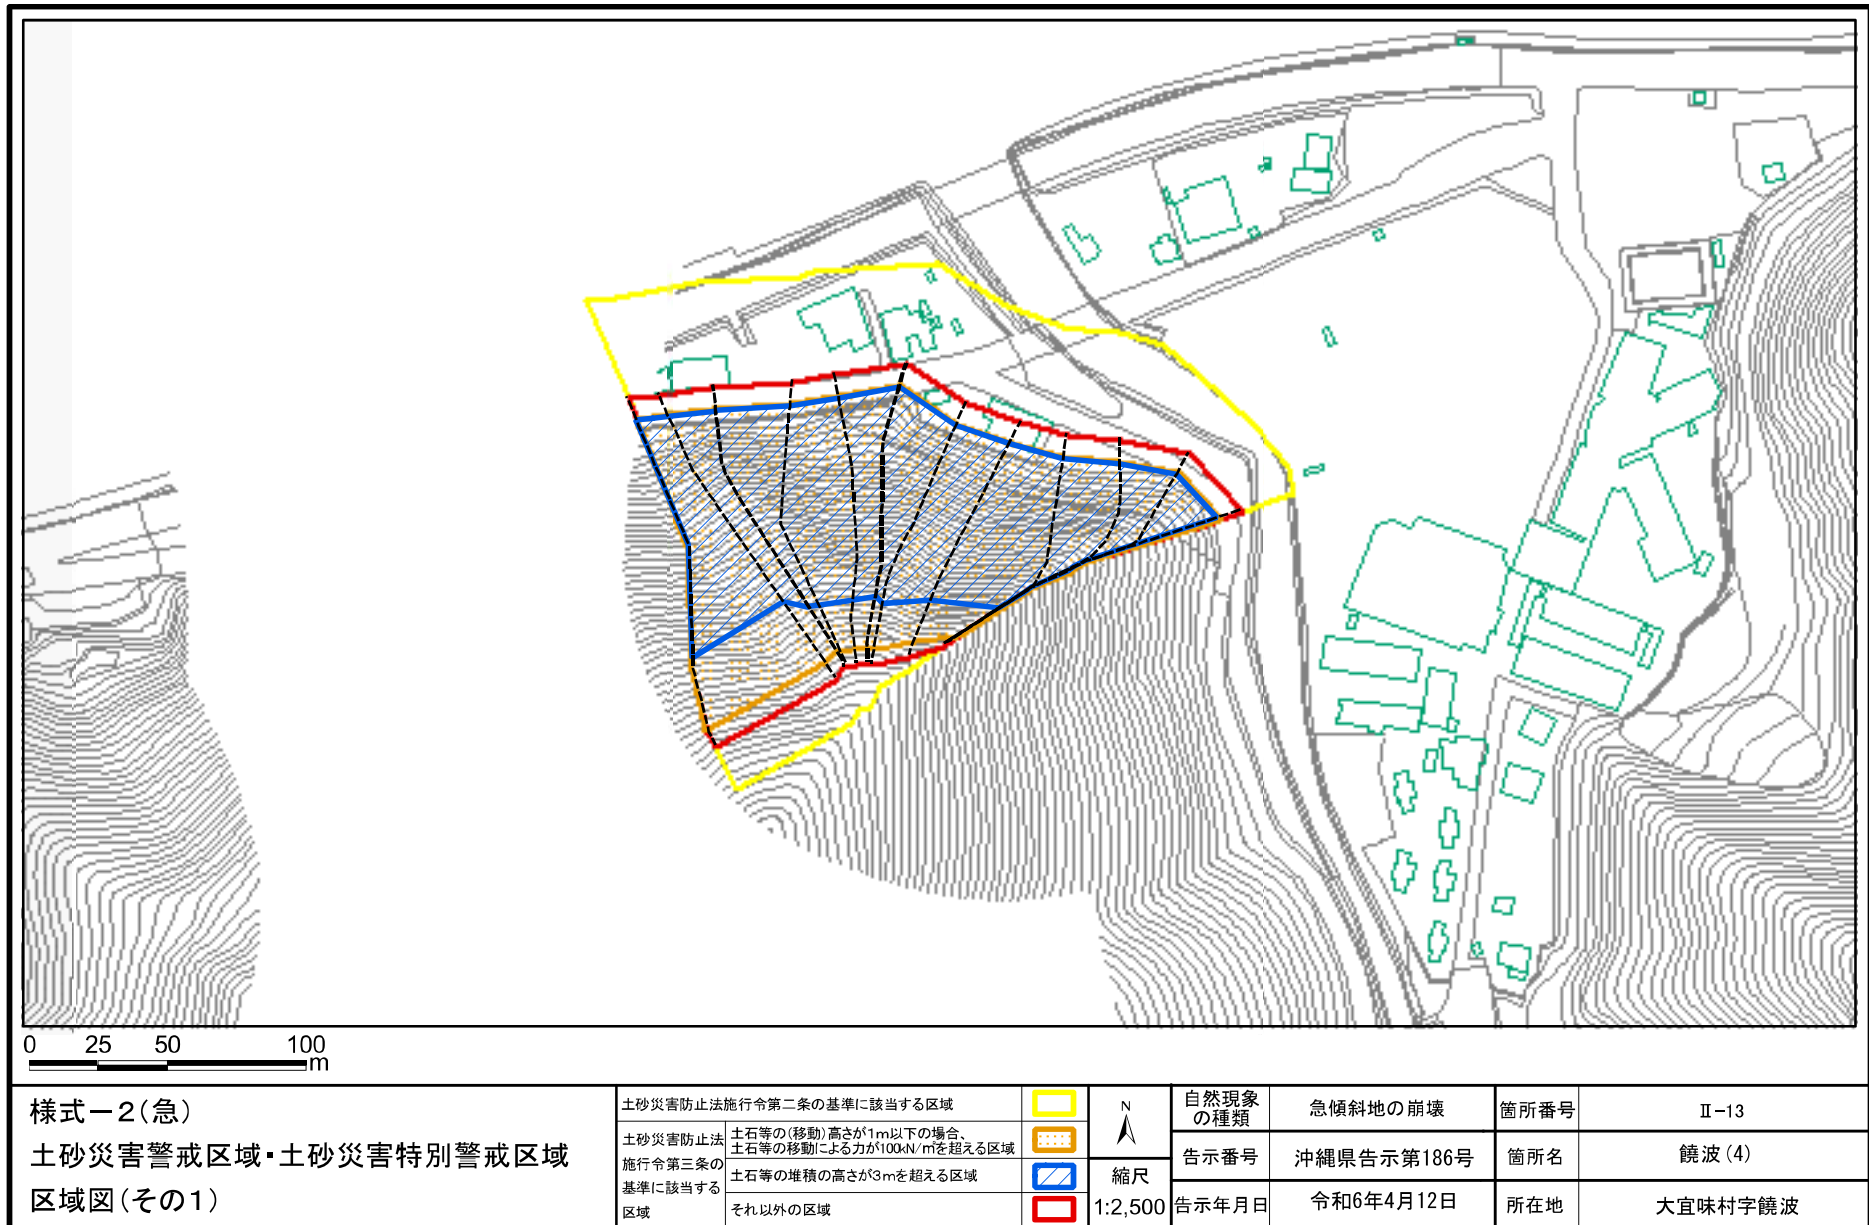 0 25 50 100
m
様式－2(急)
土砂災害警戒区域・土砂災害特別警戒区域
区域図(その1)
土砂災害防止法施行令第二条の基準に該当する区域
土砂災害防止法
施行令第三条の
基準に該当する
区域
土石等の(移動)高さが1m以下の場合、
土石等の移動による力が100kN/㎡を超える区域
土石等の堆積の高さが3mを超える区域
それ以外の区域
N
縮尺
1:2,500
自然現象
の種類
急傾斜地の崩壊
箇所番号
Ⅱ-13
告示番号
沖縄県告示第186号
箇所名
饒波(4)
告示年月日
令和6年4月12日
所在地
大宜味村字饒波